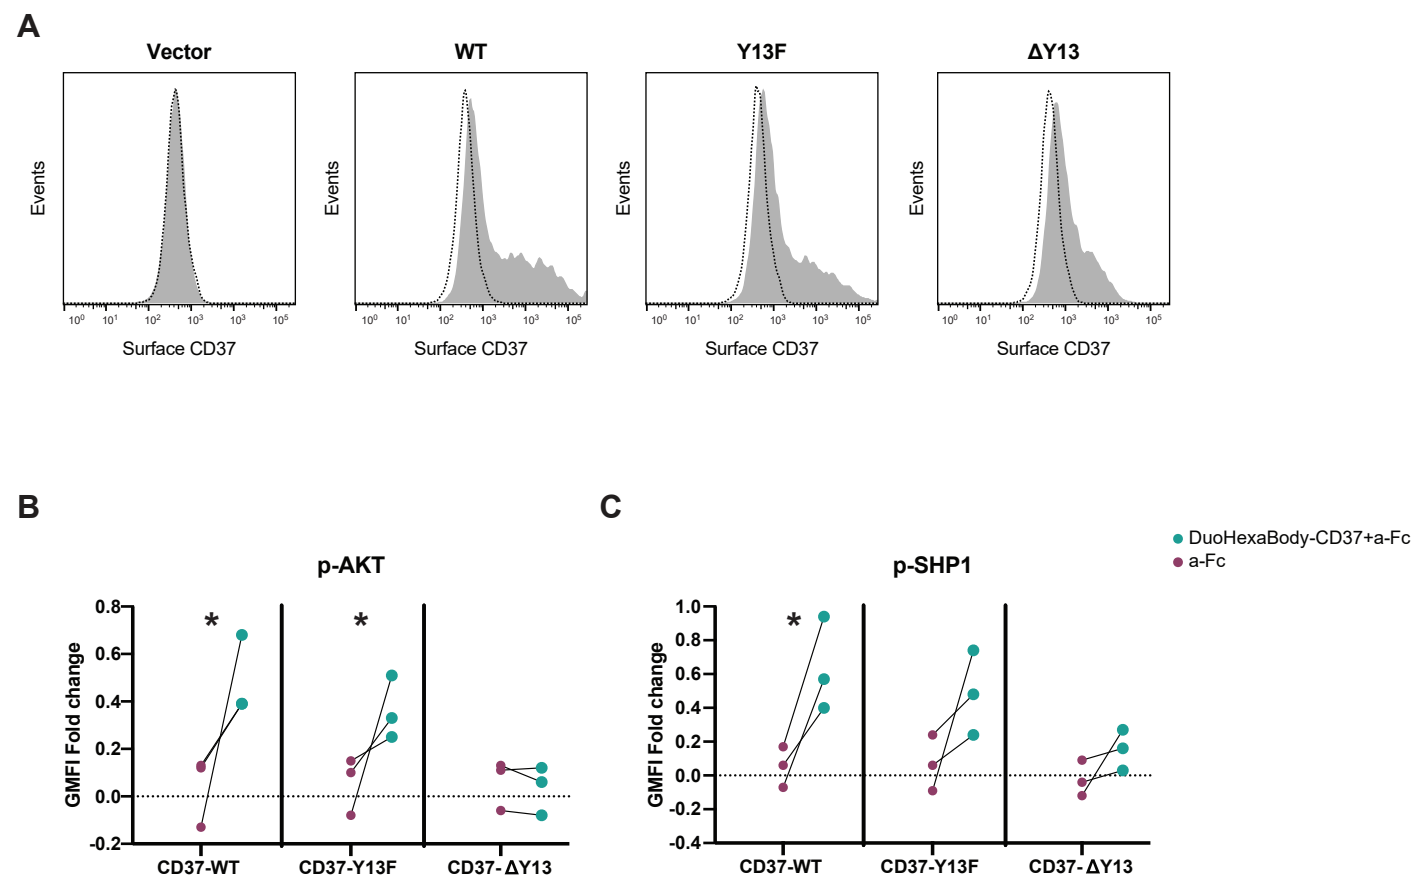 A
Vector
WT
Y13F
ΔY13
Events
Events
Events
Events
10⁰ 10¹ 10² 10³ 10³ 10⁵
10⁰ 10¹ 10² 10³ 10³ 10⁵
10⁰ 10¹ 10² 10³ 10³ 10⁵
10⁰ 10¹ 10² 10³ 10³ 10⁵
Surface CD37
Surface CD37
Surface CD37
Surface CD37
B
p-AKT
GMFI Fold change
0.8
0.6
0.4
0.2
0.0
-0.2
*
*
CD37-WT
CD37-Y13F
CD37-ΔY13
C
p-SHP1
GMFI Fold change
1.0
0.8
0.6
0.4
0.2
0.0
-0.2
-0.4
*
CD37-WT
CD37-Y13F
CD37-ΔY13
DuoHexaBody-CD37+a-Fc
a-Fc